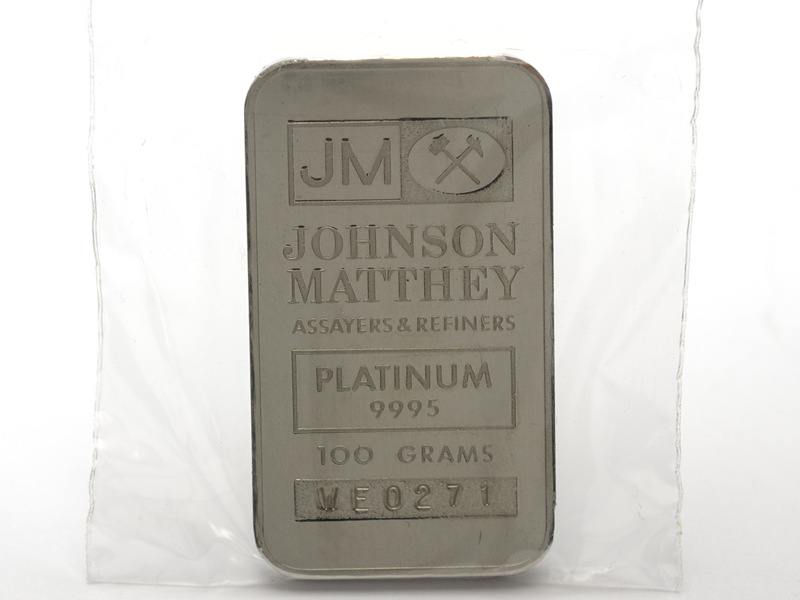 JM
JOHNSON
MATTHEY
ASSAYERS & REFINERS
PLATINUM
9995
100 GRAMS
WE0271